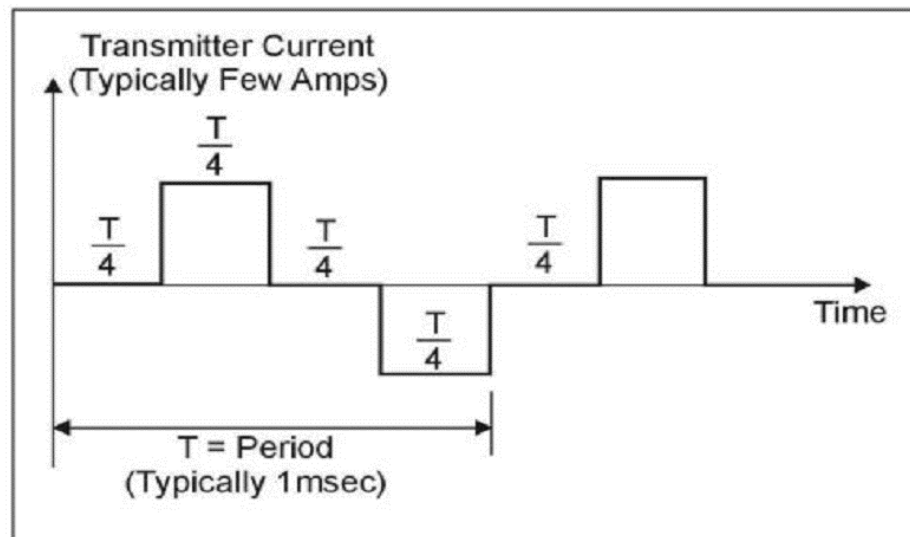 Transmitter Current
(Typically Few Amps)
T
4
T
4
T
4
T
4
T
4
Time
T = Period
(Typically 1msec)